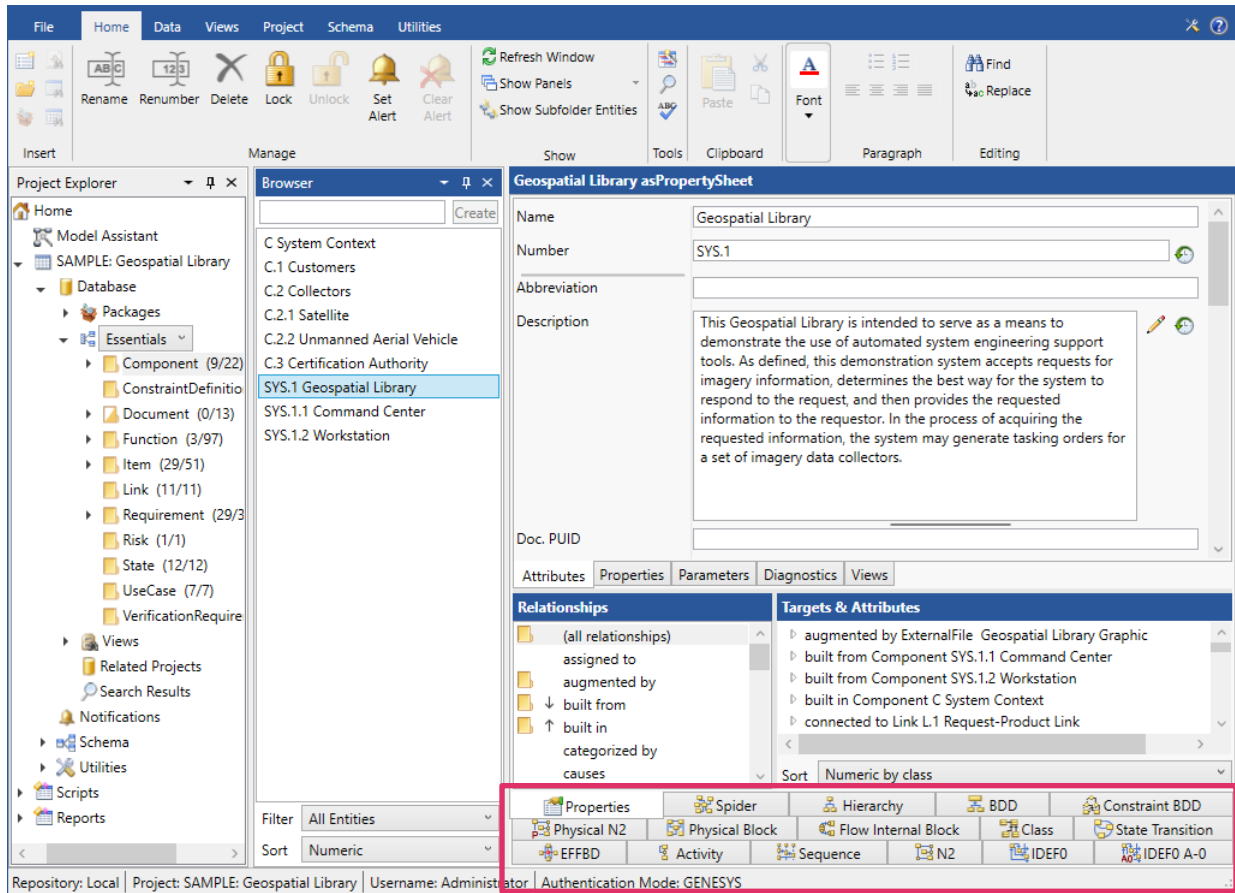 File Home Data Views Project Schema Utilities
Rename Renumber Delete Lock Unlock Set Alert Clear Alert
Refresh Window
Show Panels
Show Subfolder Entities
Paste
Font
Find
Replace
Insert Manage Show Tools Clipboard Paragraph Editing
Project Explorer
Home
Model Assistant
SAMPLE: Geospatial Library
Database
Packages
Essentials
Component (9/22)
ConstraintDefinitio
Document (0/13)
Function (3/97)
Item (29/51)
Link (11/11)
Requirement (29/3
Risk (1/1)
State (12/12)
UseCase (7/7)
VerificationRequire
Views
Related Projects
Search Results
Notifications
Schema
Utilities
Scripts
Reports
Browser
Create
C System Context
C.1 Customers
C.2 Collectors
C.2.1 Satellite
C.2.2 Unmanned Aerial Vehicle
C.3 Certification Authority
SYS.1 Geospatial Library
SYS.1.1 Command Center
SYS.1.2 Workstation
Filter All Entities
Sort Numeric
Geospatial Library asPropertySheet
Name Geospatial Library
Number SYS.1
Abbreviation
Description
This Geospatial Library is intended to serve as a means to
demonstrate the use of automated system engineering support
tools. As defined, this demonstration system accepts requests for
imagery information, determines the best way for the system to
respond to the request, and then provides the requested
information to the requestor. In the process of acquiring the
requested information, the system may generate tasking orders for
a set of imagery data collectors.
Doc. PUID
Attributes Properties Parameters Diagnostics Views
Relationships
(all relationships)
assigned to
augmented by
built from
built in
categorized by
causes
Targets & Attributes
augmented by ExternalFile Geospatial Library Graphic
built from Component SYS.1.1 Command Center
built from Component SYS.1.2 Workstation
built in Component C System Context
connected to Link L.1 Request-Product Link
Sort Numeric by class
Properties Spider Hierarchy BDD Constraint BDD
Physical N2 Physical Block Flow Internal Block Class State Transition
EFFBD Activity Sequence N2 IDEF0 IDEF0 A-0
Repository: Local Project: SAMPLE: Geospatial Library Username: Administrator Authentication Mode: GENESYS